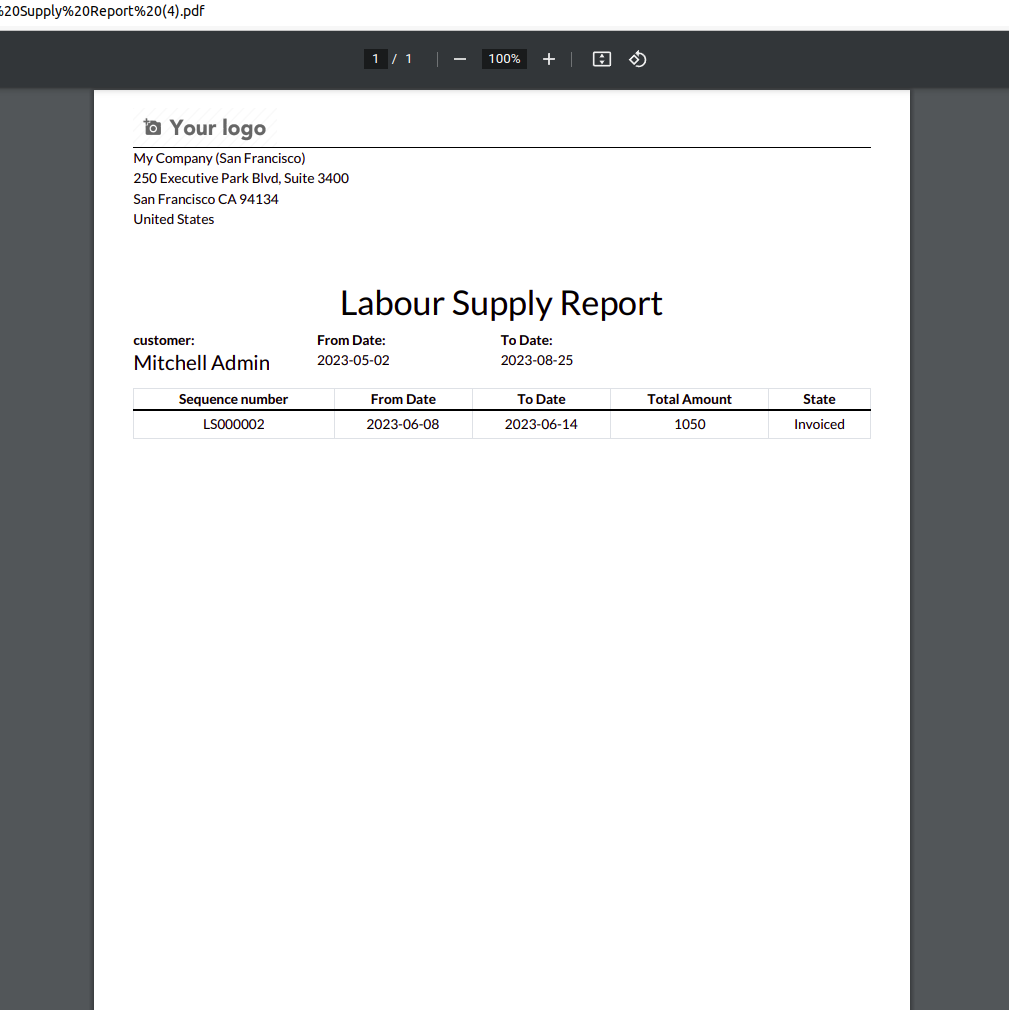 %20Supply%20Report%20(4).pdf
1 / 1 100%
Your logo
My Company (San Francisco)
250 Executive Park Blvd, Suite 3400
San Francisco CA 94134
United States
Labour Supply Report
customer: From Date: To Date:
Mitchell Admin 2023-05-02 2023-08-25
Sequence number From Date To Date Total Amount State
LS000002 2023-06-08 2023-06-14 1050 Invoiced